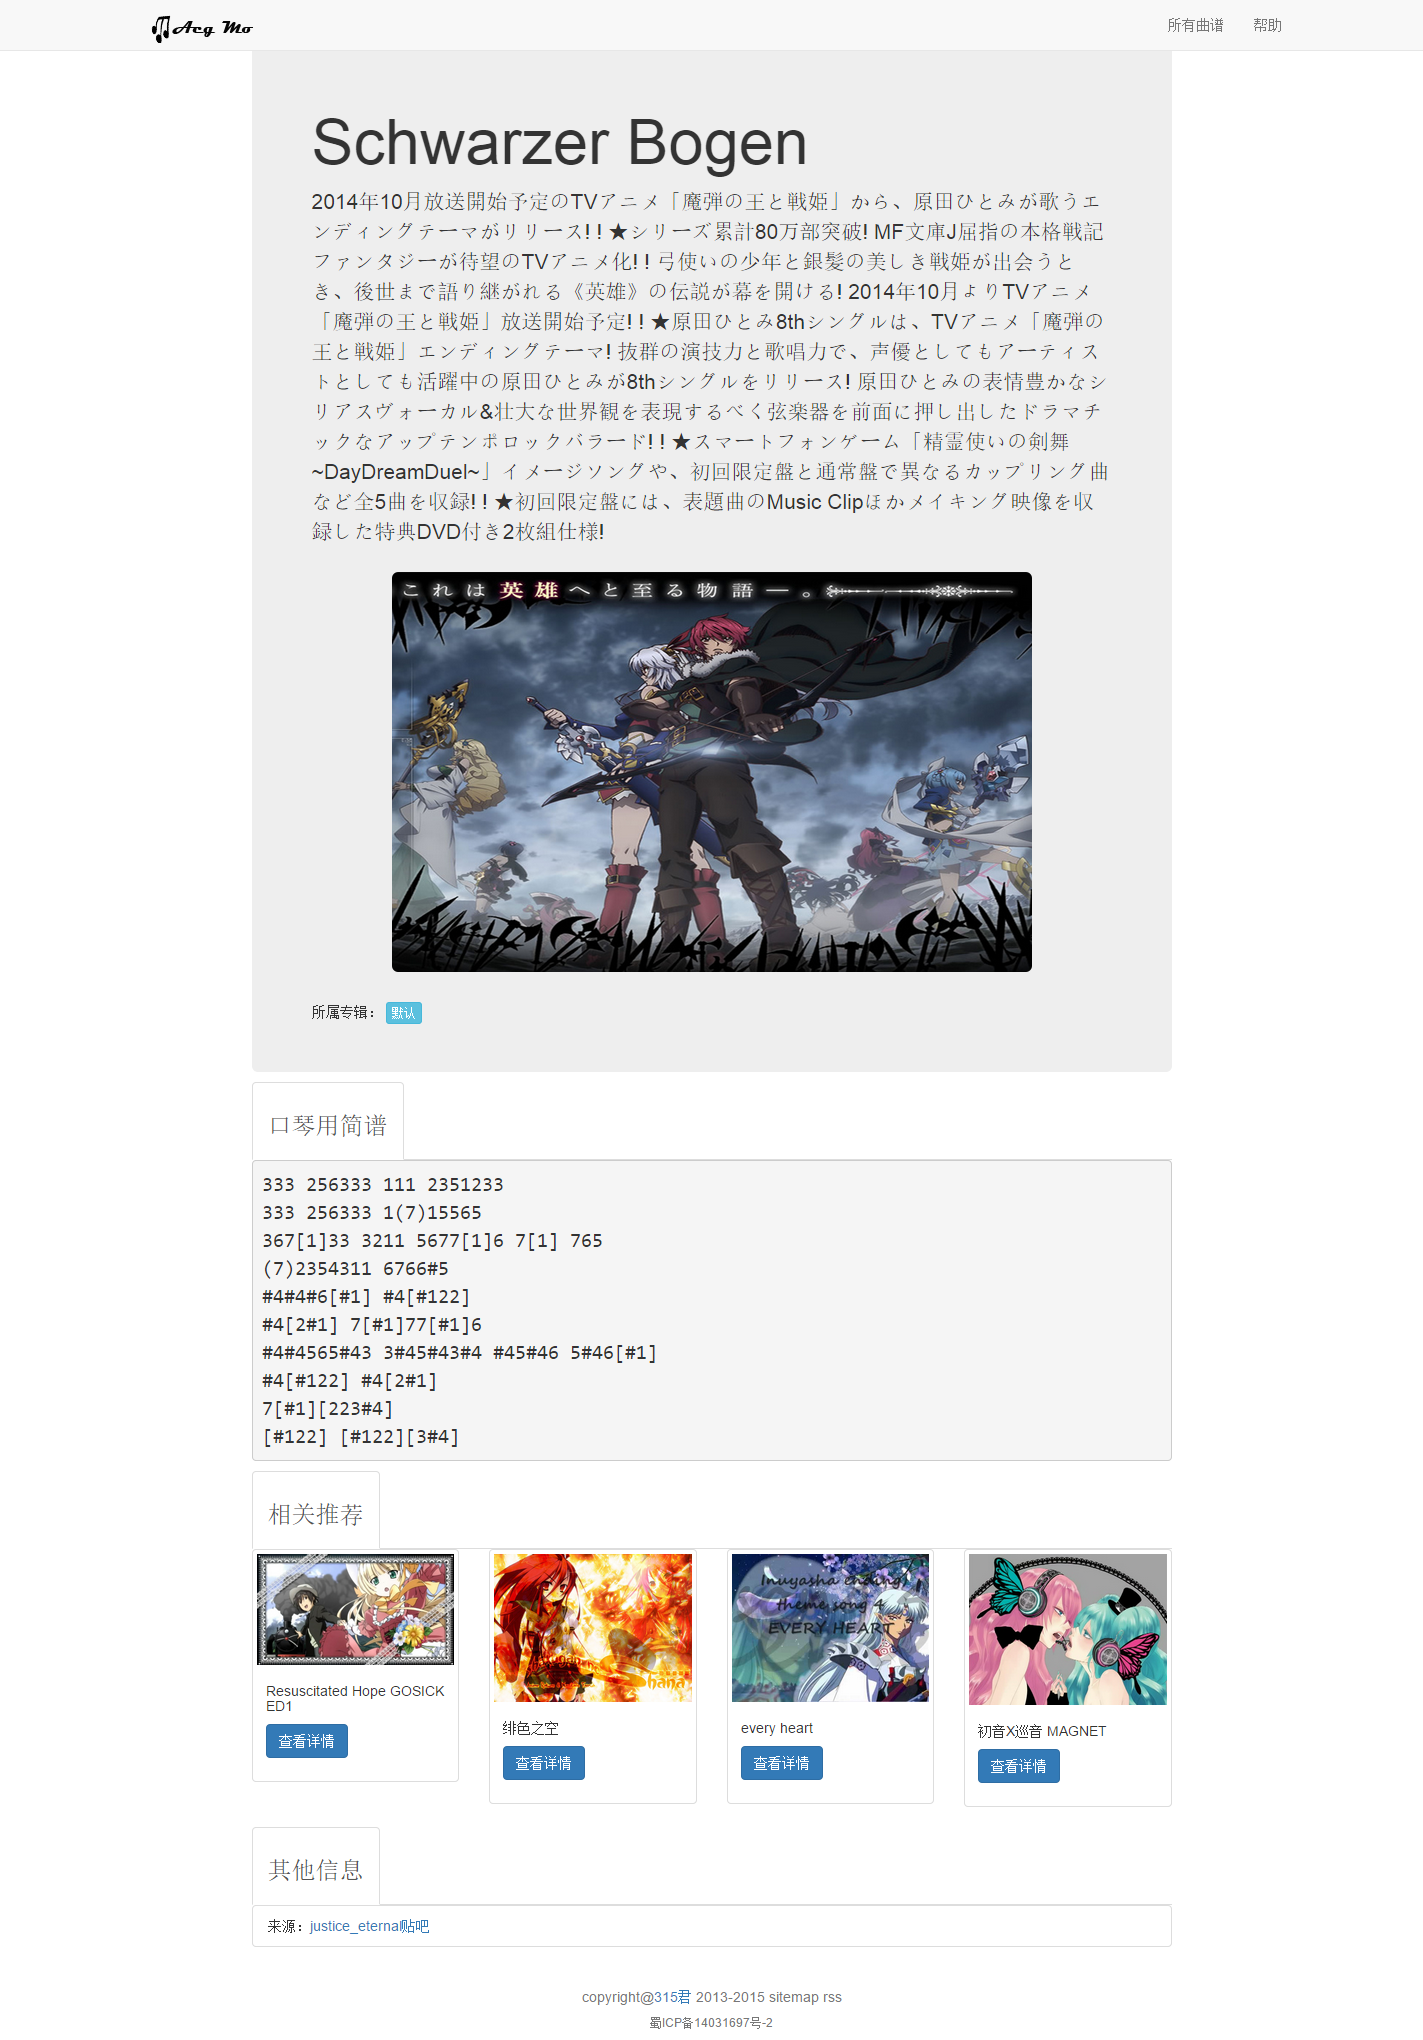 Acg Mo
所有曲谱 帮助
Schwarzer Bogen
2014年10月放送開始予定のTVアニメ「魔弾の王と戦姫」から、原田ひとみが歌うエ
ンディングテーマがリリース! ! ★シリーズ累計80万部突破! MF文庫J屈指の本格戦記
ファンタジーが待望のTVアニメ化! ! 弓使いの少年と銀髪の美しき戦姫が出会うと
き、後世まで語り継がれる《英雄》の伝説が幕を開ける! 2014年10月よりTVアニメ
「魔弾の王と戦姫」放送開始予定! ! ★原田ひとみ8thシングルは、TVアニメ「魔弾の
王と戦姫」エンディングテーマ! 抜群の演技力と歌唱力で、声優としてもアーティス
トとしても活躍中の原田ひとみが8thシングルをリリース! 原田ひとみの表情豊かなシ
リアスヴォーカル&壮大な世界観を表現するべく弦楽器を前面に押し出したドラマチ
ックなアップテンポロックバラード! ! ★スマートフォンゲーム「精霊使いの剣舞
~DayDreamDuel~」イメージソングや、初回限定盤と通常盤で異なるカップリング曲
など全5曲を収録! ! ★初回限定盤には、表題曲のMusic Clipほかメイキング映像を収
録した特典DVD付き2枚組仕様!
これは英雄へと至る物語―。
所属专辑： 默认
口琴用简谱
333 256333 111 2351233
333 256333 1(7)15565
367[1]33 3211 5677[1]6 7[1] 765
(7)2354311 6766#5
#4#4#6[#1] #4[#122]
#4[2#1] 7[#1]77[#1]6
#4#4565#43 3#45#43#4 #45#46 5#46[#1]
#4[#122] #4[2#1]
7[#1][223#4]
[#122] [#122][3#4]
相关推荐
Inuyasha ending
theme song 4
EVERY HEART
Resuscitated Hope GOSICK
ED1
查看详情
绯色之空
查看详情
every heart
查看详情
初音X巡音 MAGNET
查看详情
其他信息
来源：justice_eternal贴吧
copyright@315君 2013-2015 sitemap rss
蜀ICP备14031697号-2